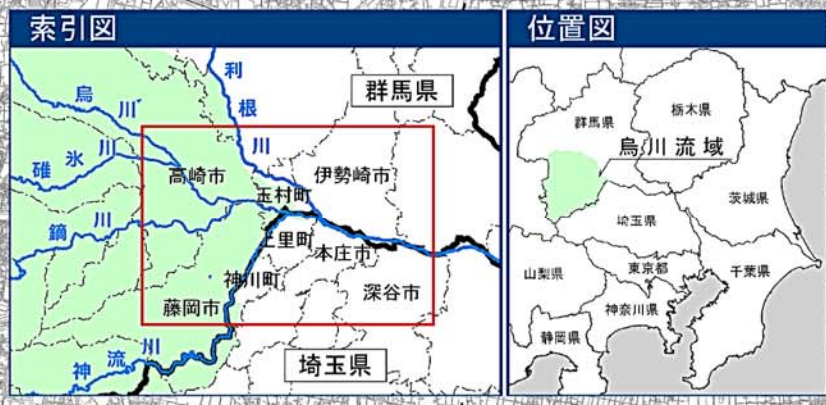 索引図
利根川
群馬県
烏川
碓氷川
高崎市
伊勢崎市
玉村町
鏑川
上里町
本庄市
神川町
藤岡市
深谷市
神流川
埼玉県
位置図
栃木県
群馬県
烏川流域
茨城県
埼玉県
山梨県
東京都
千葉県
神奈川県
静岡県